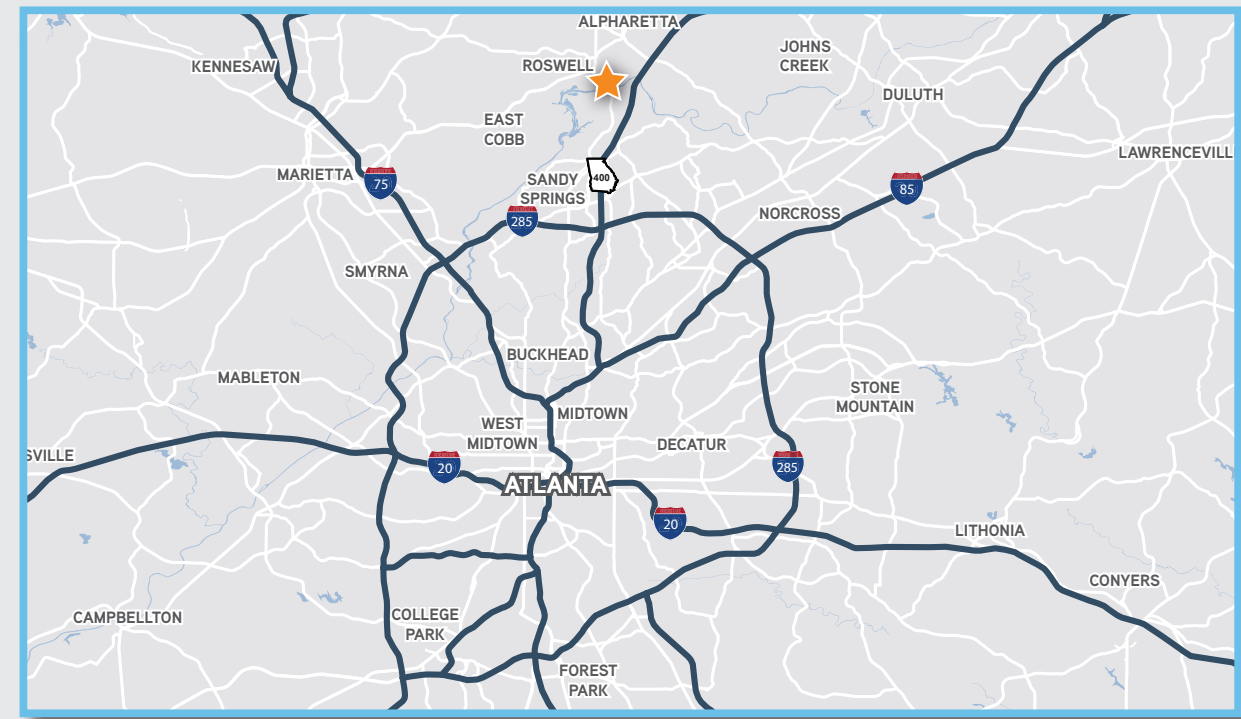 ALPHARETTA
JOHNS
CREEK
KENNESAW
ROSWELL
DULUTH
EAST
COBB
LAWRENCEVILL
MARIETTA
75
SANDY
SPRINGS
400
85
285
NORCROSS
SMYRNA
BUCKHEAD
MABLETON
STONE
MOUNTAIN
WEST
MIDTOWN
MIDTOWN
DECATUR
SVILLE
20
285
ATLANTA
20
LITHONIA
CONYERS
CAMPBELLTON
COLLEGE
PARK
FOREST
PARK